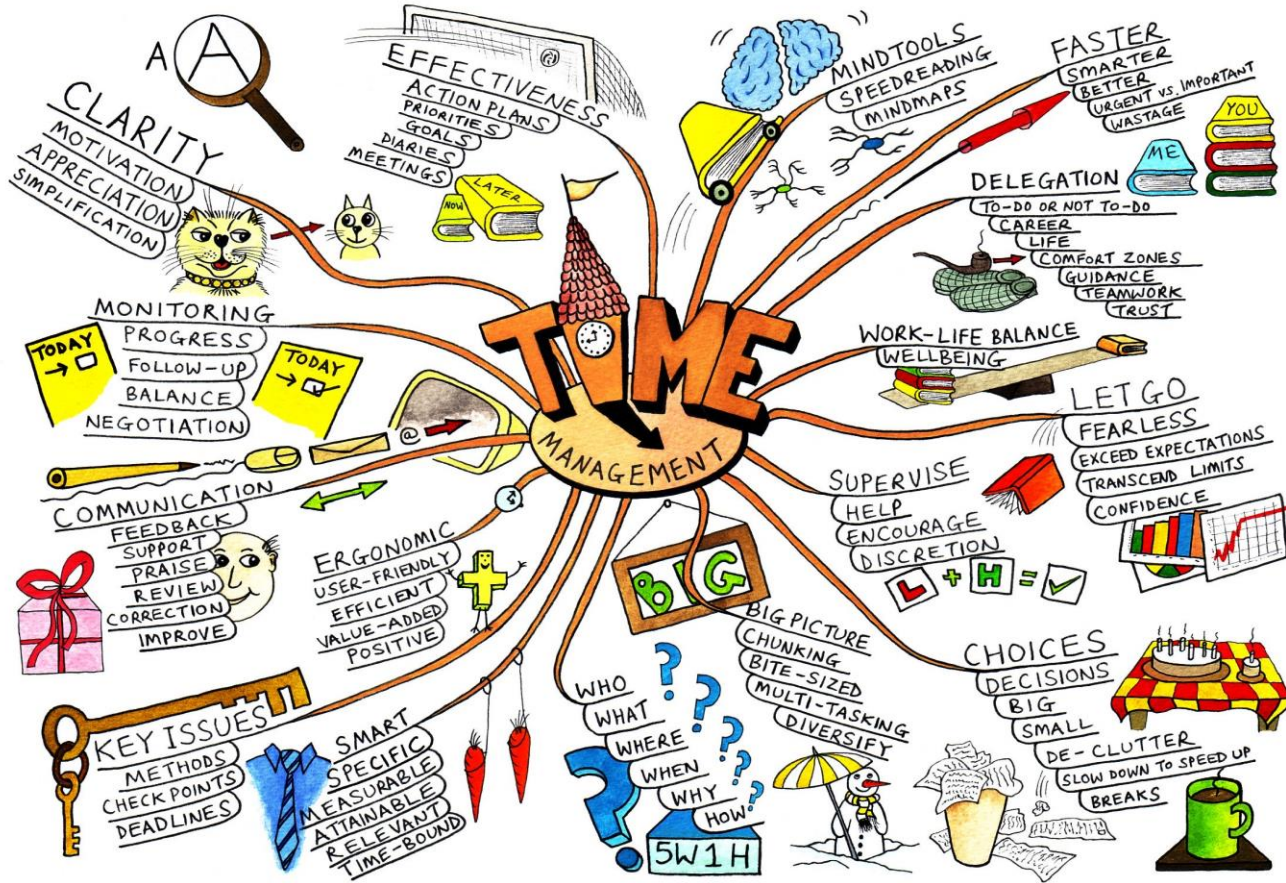 TIME
MANAGEMENT
A
A
CLARITY
MOTIVATION
APPRECIATION
SIMPLIFICATION
EFFECTIVENESS
ACTION PLANS
PRIORITIES
GOALS
DIARIES
MEETINGS
NOW
LATER
MINDTOOLS
SPEEDREADING
MINDMAPS
FASTER
SMARTER
BETTER
URGENT VS. IMPORTANT
WASTAGE
YOU
ME
DELEGATION
TO-DO OR NOT TO-DO
CAREER
LIFE
COMFORT ZONES
GUIDANCE
TEAMWORK
TRUST
WORK-LIFE BALANCE
WELLBEING
LET GO
FEARLESS
EXCEED EXPECTATIONS
TRANSCEND LIMITS
CONFIDENCE
SUPERVISE
HELP
ENCOURAGE
DISCRETION
L + H = ✓
CHOICES
DECISIONS
BIG
SMALL
DE-CLUTTER
SLOW DOWN TO SPEED UP
BREAKS
BIG
BIG PICTURE
CHUNKING
BITE-SIZED
MULTI-TASKING
DIVERSIFY
WHO
WHAT
WHERE
WHEN
WHY
HOW
5W1H
SMART
SPECIFIC
MEASURABLE
ATTAINABLE
RELEVANT
TIME-BOUND
KEY ISSUES
METHODS
CHECKPOINTS
DEADLINES
ERGONOMIC
USER-FRIENDLY
EFFICIENT
VALUE-ADDED
POSITIVE
COMMUNICATION
FEEDBACK
SUPPORT
PRAISE
REVIEW
CORRECTION
IMPROVE
@
MONITORING
PROGRESS
FOLLOW-UP
BALANCE
NEGOTIATION
TODAY
TODAY